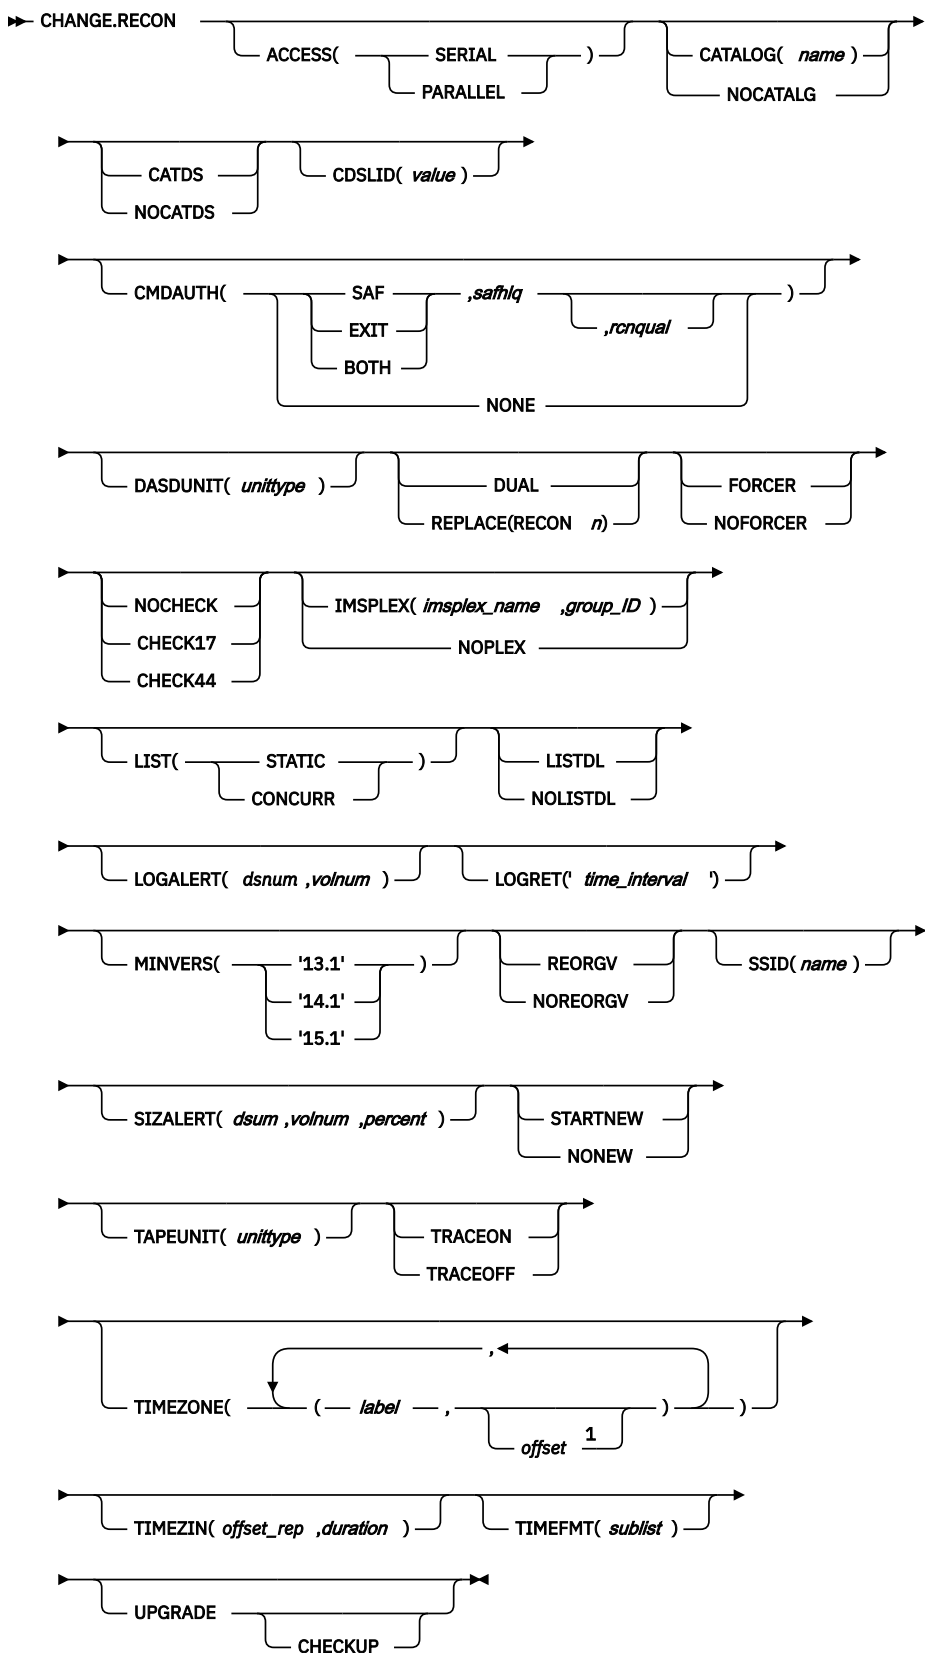 CHANGE.RECON
ACCESS( SERIAL )
PARALLEL
CATALOG( name )
NOCATALG
CATDS
NOCATDS
CDSLID( value )
CMDAUTH( SAF ,safhlq )
EXIT
BOTH
,rcnqual
NONE
DASDUNIT( unittype )
DUAL
REPLACE(RECON n)
FORCER
NOFORCER
NOCHECK
CHECK17
CHECK44
IMSPLEX( imsplex_name ,group_ID )
NOPLEX
LIST( STATIC )
CONCURR
LISTDL
NOLISTDL
LOGALERT( dsnum ,volnum )
LOGRET(' time_interval ')
MINVERS( '13.1' )
'14.1'
'15.1'
REORGV
NOREORGV
SSID( name )
SIZALERT( dsum ,volnum ,percent )
STARTNEW
NONEW
TAPEUNIT( unittype )
TRACEON
TRACEOFF
,
TIMEZONE( ( label , ) )
offset 1
TIMEZIN( offset_rep ,duration )
TIMEFMT( sublist )
UPGRADE
CHECKUP